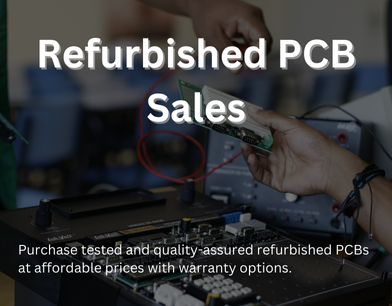 Refurbished PCB
Sales
Purchase tested and quality-assured refurbished PCBs
at affordable prices with warranty options.